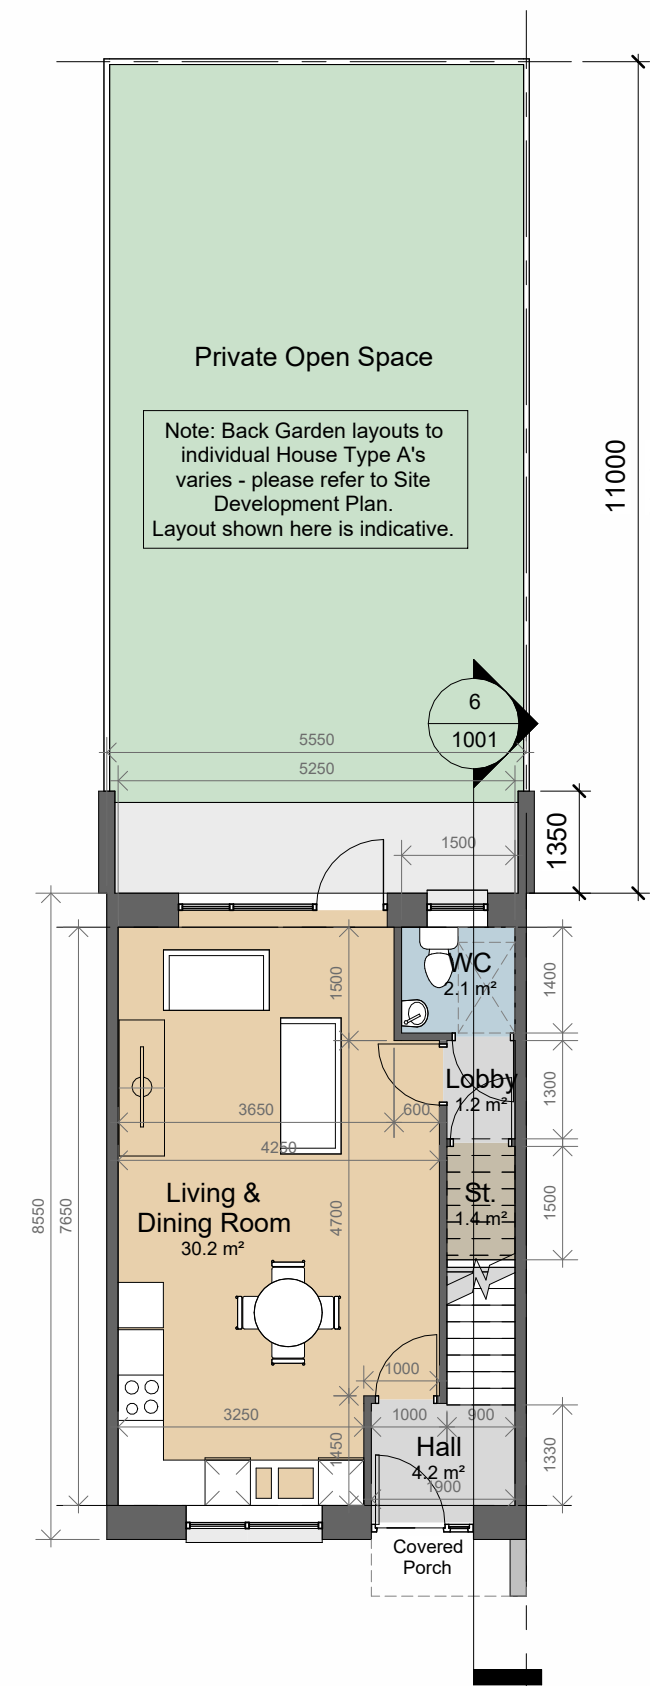 Private Open Space
Note: Back Garden layouts to
individual House Type A's
varies - please refer to Site
Development Plan.
Layout shown here is indicative.
11000
6
1001
5550
5250
1350
1500
WC
2.1 m²
1400
1500
Lobby
1.2 m²
1300
3650
600
4250
Living &
Dining Room
30.2 m²
4700
St.
1.4 m²
1500
8550
7650
1000
3250
1000
900
1450
Hall
4.2 m²
1900
1330
Covered
Porch